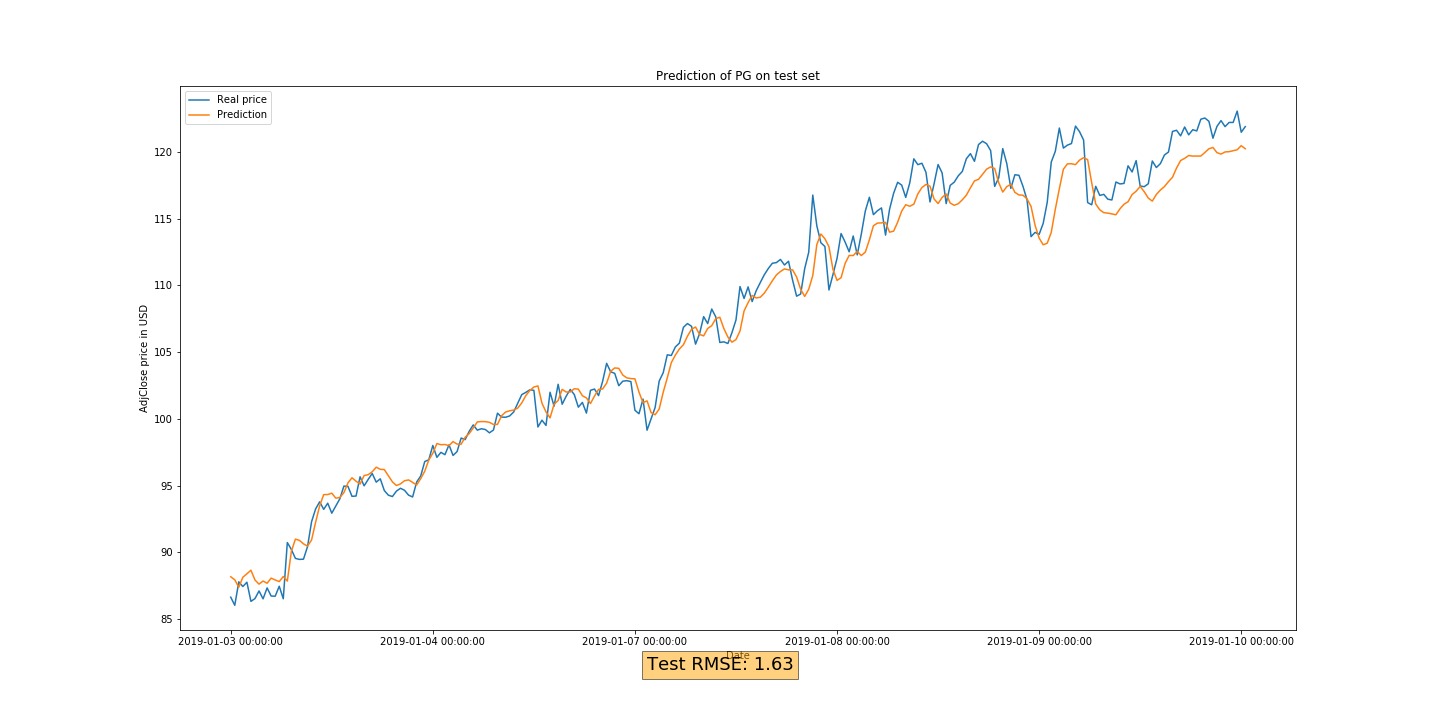 Prediction of PG on test set
Real price
Prediction
120
115
110
105
100
95
90
85
AdjClose price in USD
2019-01-03 00:00:00 2019-01-04 00:00:00 2019-01-07 00:00:00 2019-01-08 00:00:00 2019-01-09 00:00:00 2019-01-10 00:00:00
Date
Test RMSE: 1.63